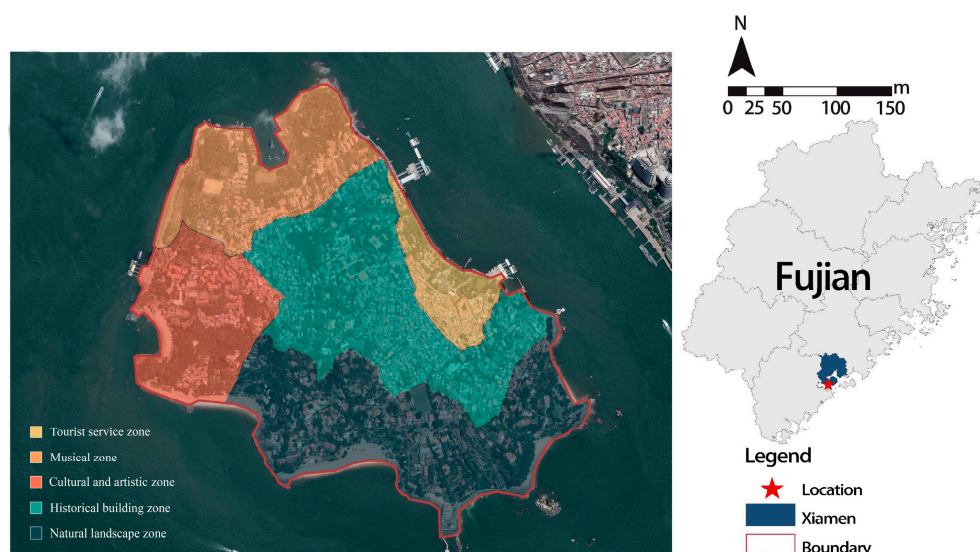 Tourist service zone
Musical zone
Cultural and artistic zone
Historical building zone
Natural landscape zone
N
m
0 25 50 100 150
Fujian
Legend
Location
Xiamen
Boundary